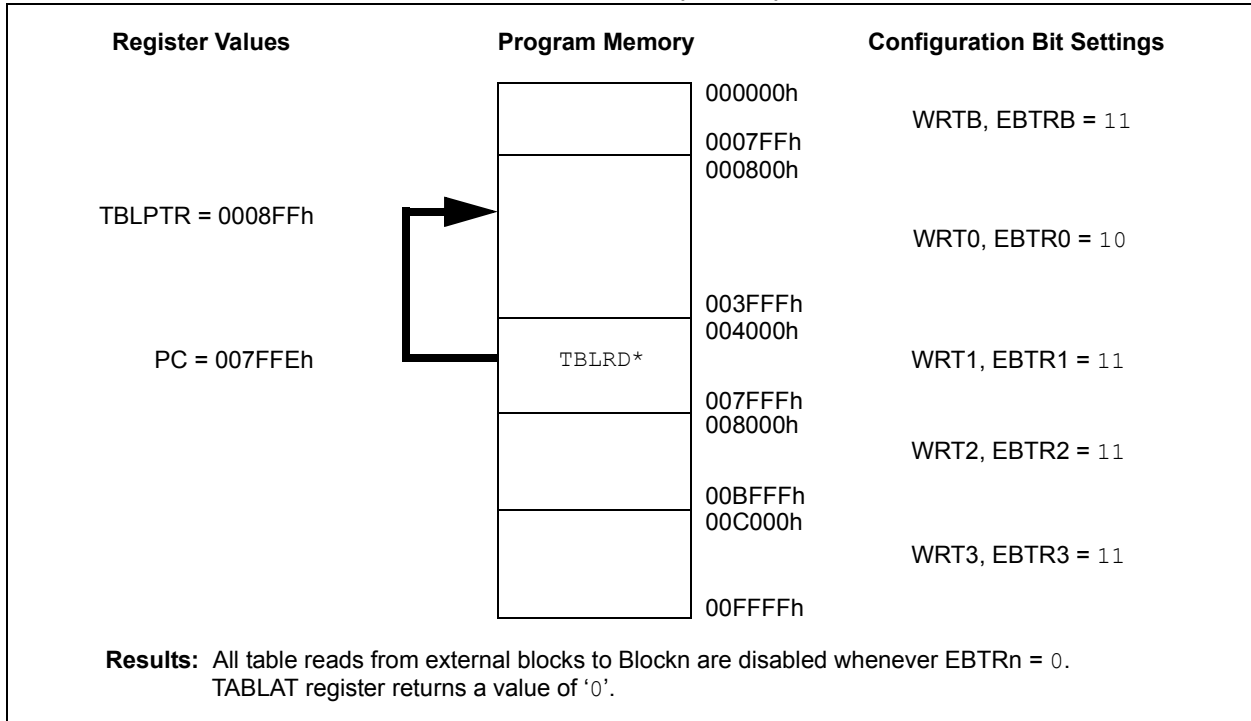 Register Values Program Memory Configuration Bit Settings
000000h
WRTB, EBTRB = 11
0007FFh
000800h
TBLPTR = 0008FFh
WRT0, EBTR0 = 10
003FFFh
004000h
PC = 007FFEh TBLRD* WRT1, EBTR1 = 11
007FFFh
008000h
WRT2, EBTR2 = 11
00BFFFh
00C000h
WRT3, EBTR3 = 11
00FFFFh
Results: All table reads from external blocks to Blockn are disabled whenever EBTRn = 0.
TABLAT register returns a value of ‘0’.